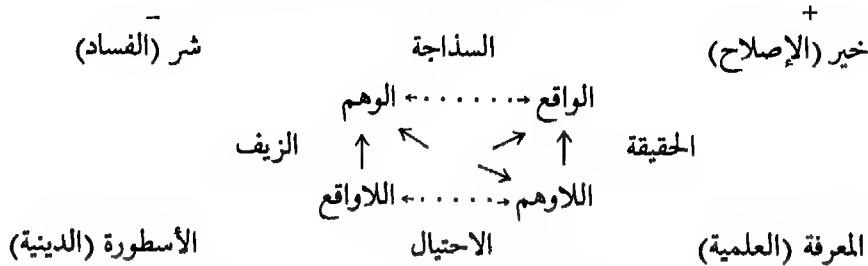 + −
خير (الإصلاح) السذاجة شر (الفساد)
الواقع الوهم
الحقيقة الزيف
اللاوهم اللاواقع
المعرفة (العلمية) الاحتيال الأسطورة (الدينية)